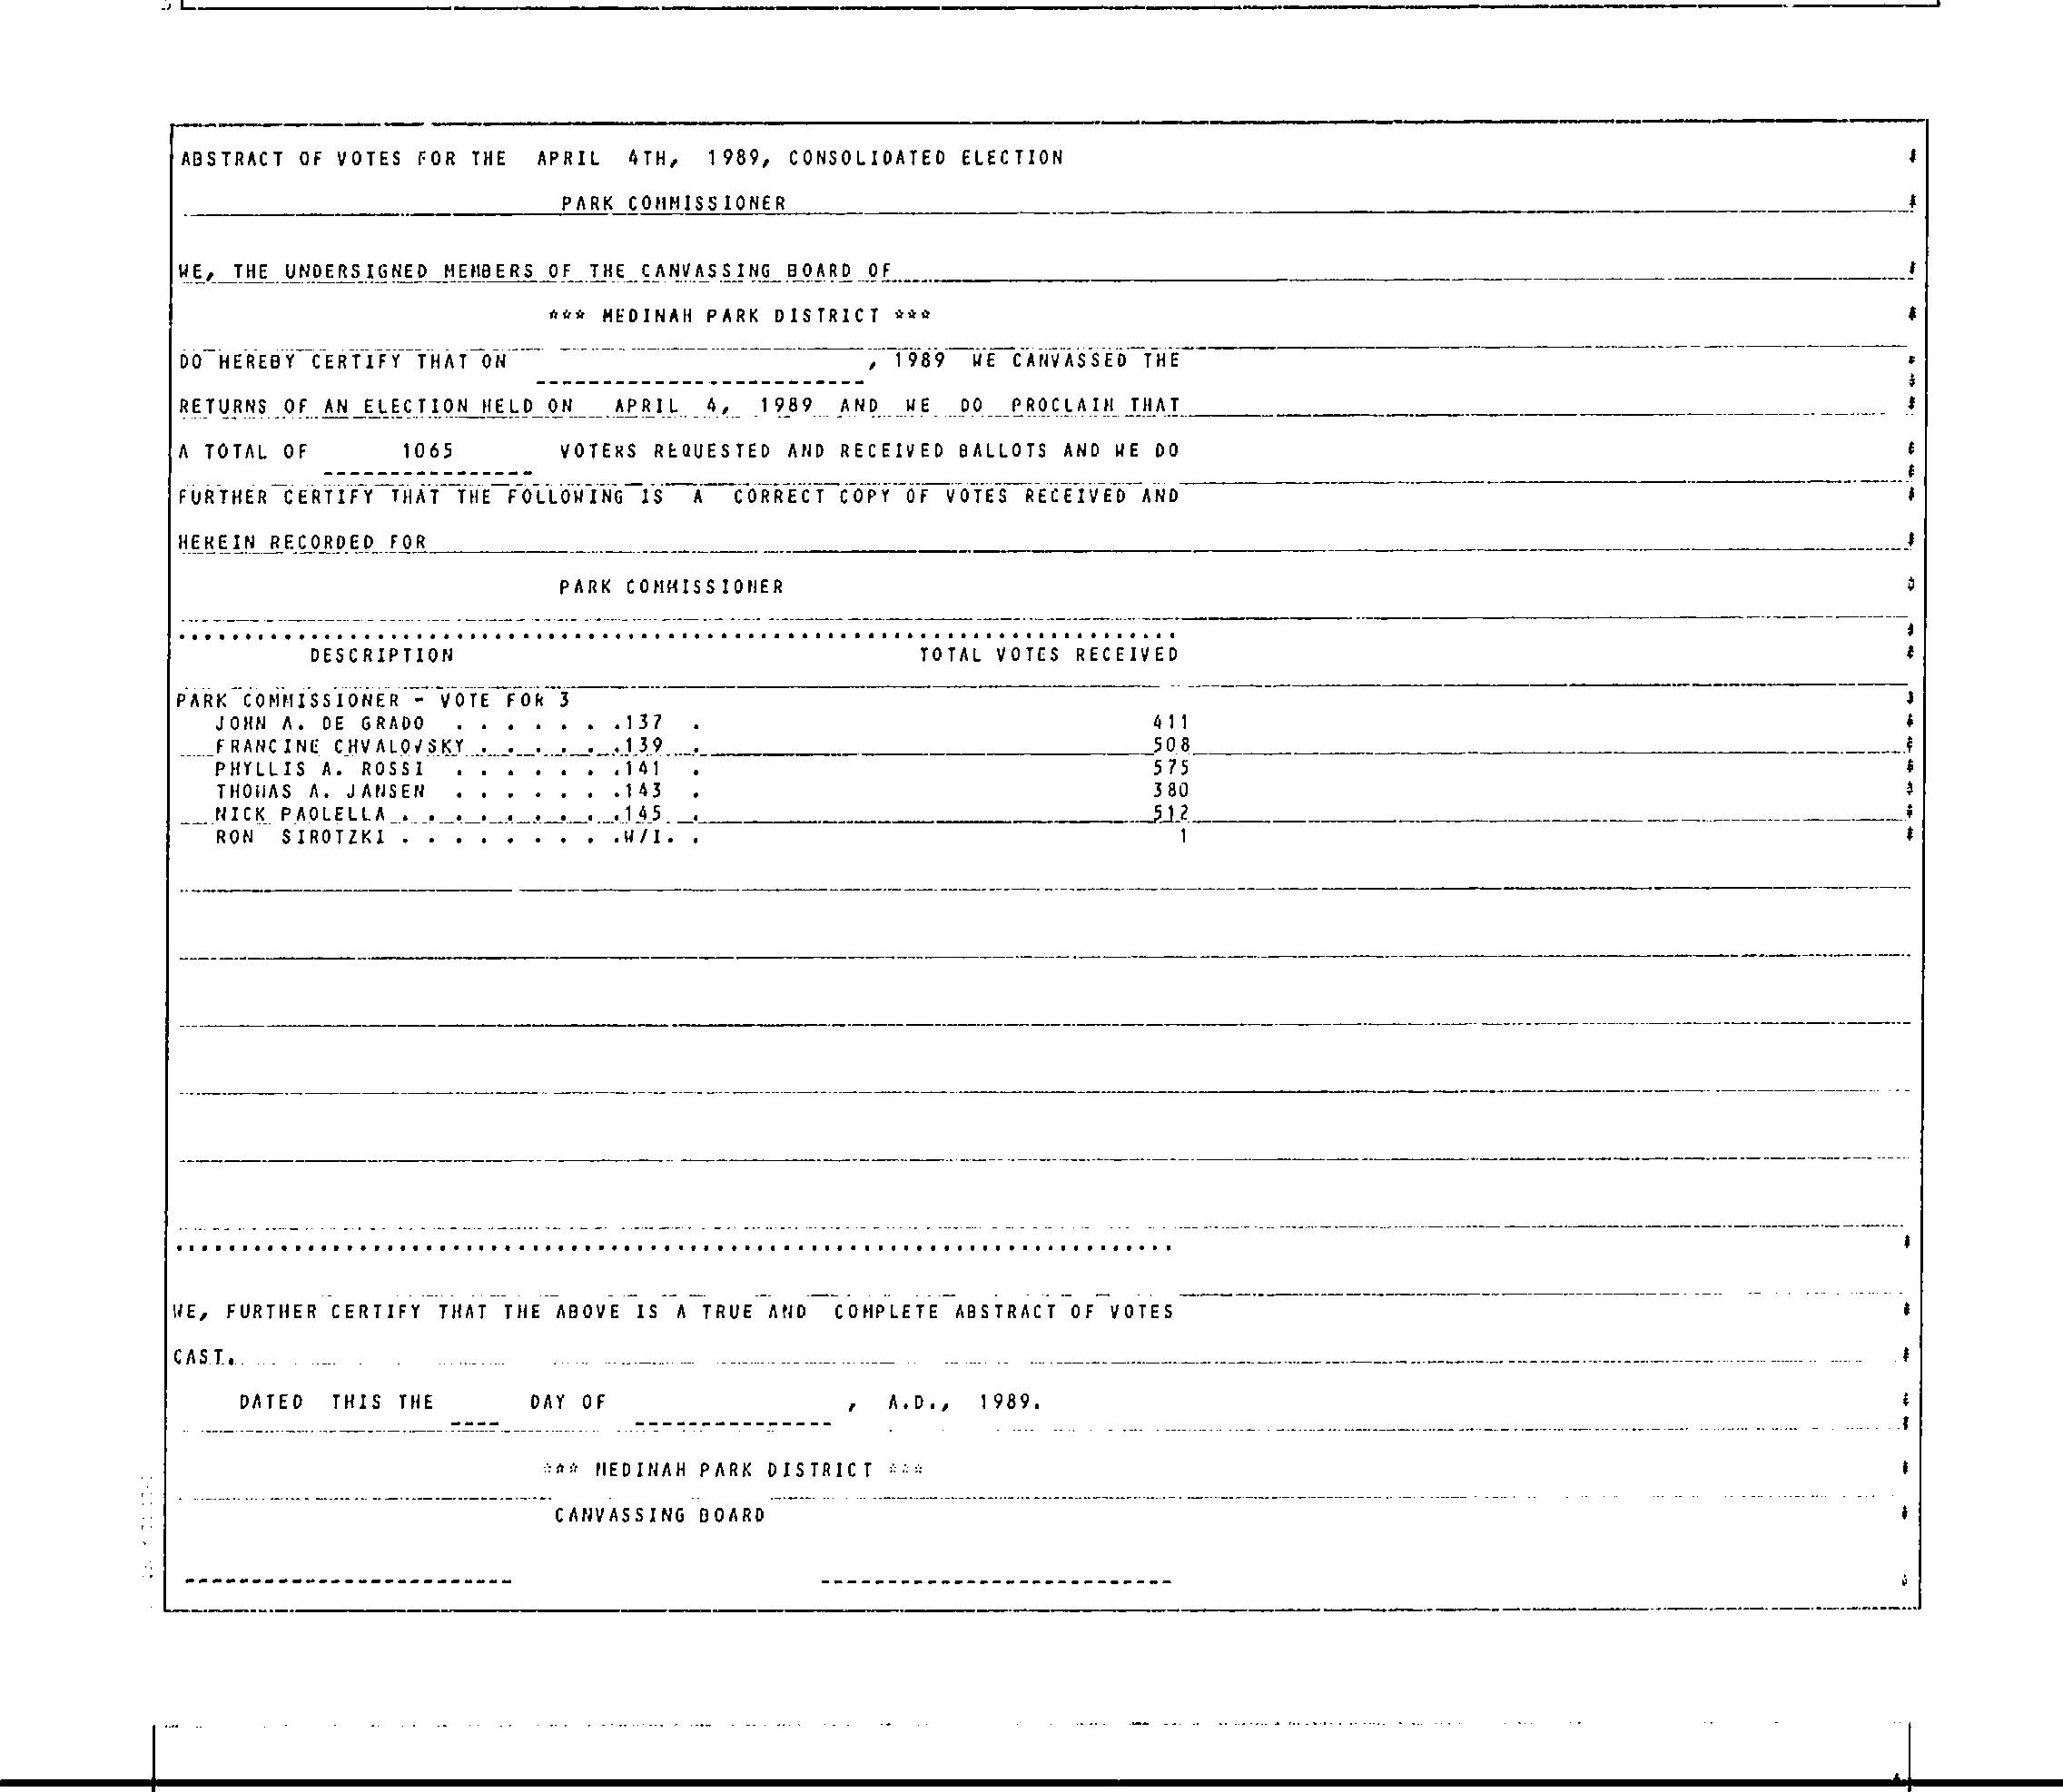 ABSTRACT OF VOTES FOR THE APRIL 4TH, 1989, CONSOLIDATED ELECTION
PARK COMMISSIONER
WE, THE UNDERSIGNED MEMBERS OF THE CANVASSING BOARD OF
*** MEDINAH PARK DISTRICT ***
DO HEREBY CERTIFY THAT ON , 1989 WE CANVASSED THE
RETURNS OF AN ELECTION HELD ON APRIL 4, 1989 AND WE DO PROCLAIM THAT
A TOTAL OF 1065 VOTERS REQUESTED AND RECEIVED BALLOTS AND WE DO
FURTHER CERTIFY THAT THE FOLLOWING IS A CORRECT COPY OF VOTES RECEIVED AND
HEREIN RECORDED FOR
PARK COMMISSIONER
DESCRIPTION TOTAL VOTES RECEIVED
PARK COMMISSIONER - VOTE FOR 3
JOHN A. DE GRADO . . . . . . .137 . 411
FRANCINE CHVALOVSKY . . . . . .139 . 508
PHYLLIS A. ROSSI . . . . . . .141 . 575
THOMAS A. JANSEN . . . . . . .143 . 380
NICK PAOLELLA . . . . . . . . .145 . 512
RON SIROTZKI . . . . . . . . .W/I. . 1
WE, FURTHER CERTIFY THAT THE ABOVE IS A TRUE AND COMPLETE ABSTRACT OF VOTES
CAST.
DATED THIS THE ---- DAY OF , A.D., 1989.
*** MEDINAH PARK DISTRICT ***
CANVASSING BOARD